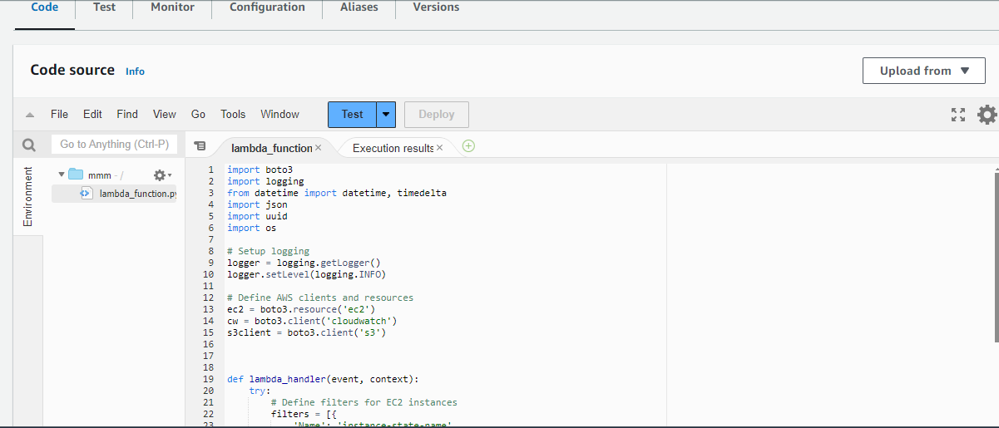 Code Test Monitor Configuration Aliases Versions
Code source Info
Upload from
File Edit Find View Go Tools Window Test Deploy
Go to Anything (Ctrl-P)
lambda_function Execution results
Environment
mmm - /
lambda_function.py
1 import boto3
2 import logging
3 from datetime import datetime, timedelta
4 import json
5 import uuid
6 import os
7
8 # Setup logging
9 logger = logging.getLogger()
10 logger.setLevel(logging.INFO)
11
12 # Define AWS clients and resources
13 ec2 = boto3.resource('ec2')
14 cw = boto3.client('cloudwatch')
15 s3client = boto3.client('s3')
16
17
18
19 def lambda_handler(event, context):
20 try:
21 # Define filters for EC2 instances
22 filters = [{
23 'Name': 'instance-state-name'